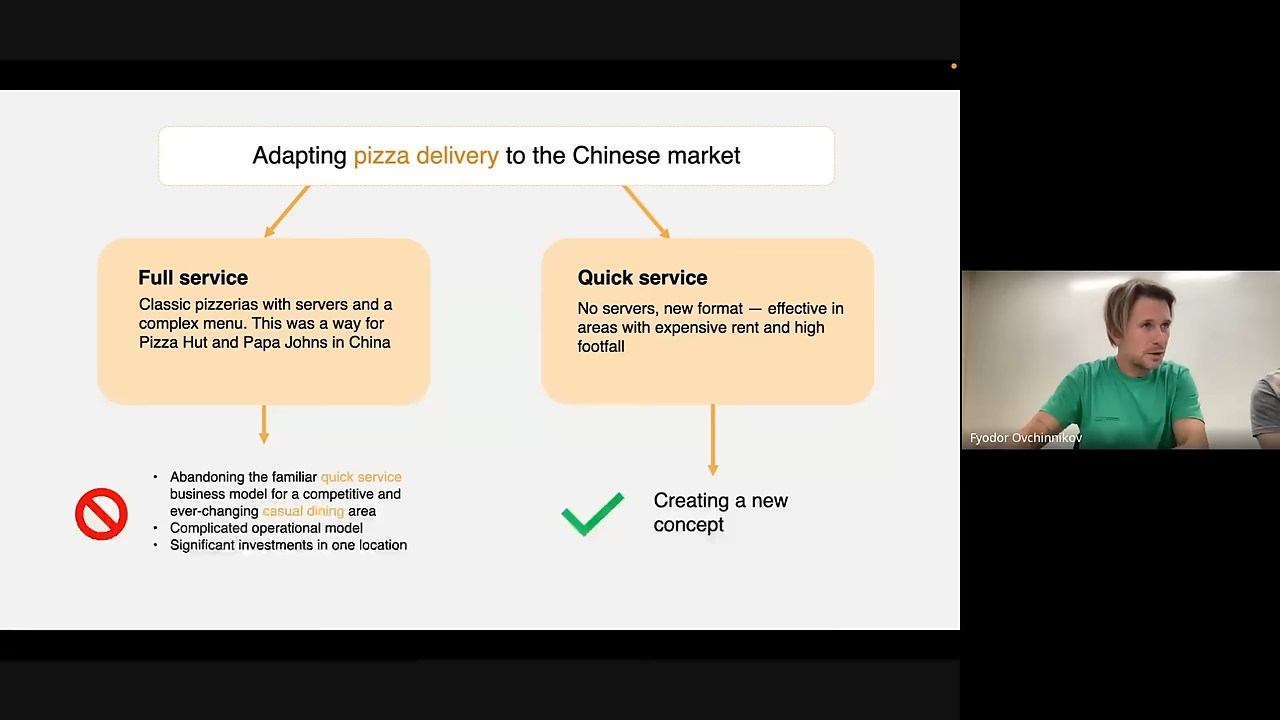 Adapting pizza delivery to the Chinese market
Full service
Classic pizzerias with servers and a
complex menu. This was a way for
Pizza Hut and Papa Johns in China
Quick service
No servers, new format — effective in
areas with expensive rent and high
footfall
• Abandoning the familiar quick service
business model for a competitive and
ever-changing casual dining area
• Complicated operational model
• Significant investments in one location
Creating a new
concept
Fyodor Ovchinnikov